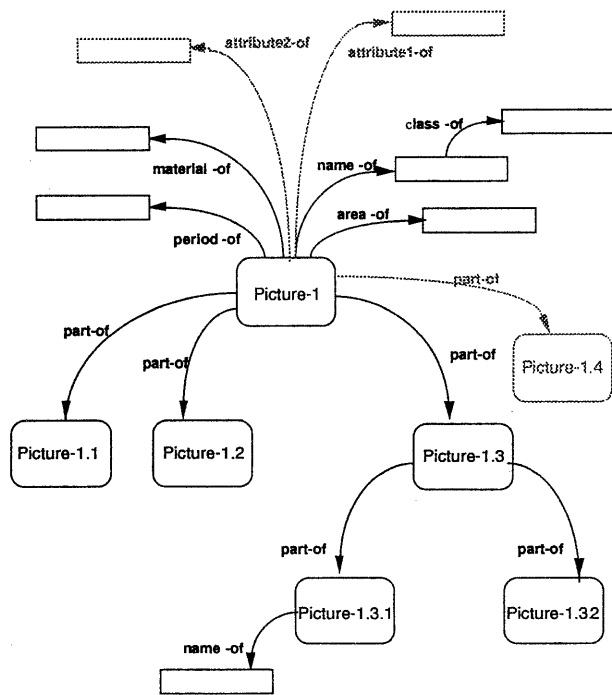 attribute2-of
attribute1-of
class -of
material -of
name -of
period -of
area -of
Picture-1
part-of
part-of
part-of
part-of
Picture-1.4
Picture-1.1
Picture-1.2
Picture-1.3
part-of
part-of
Picture-1.3.1
Picture-1.32
name -of